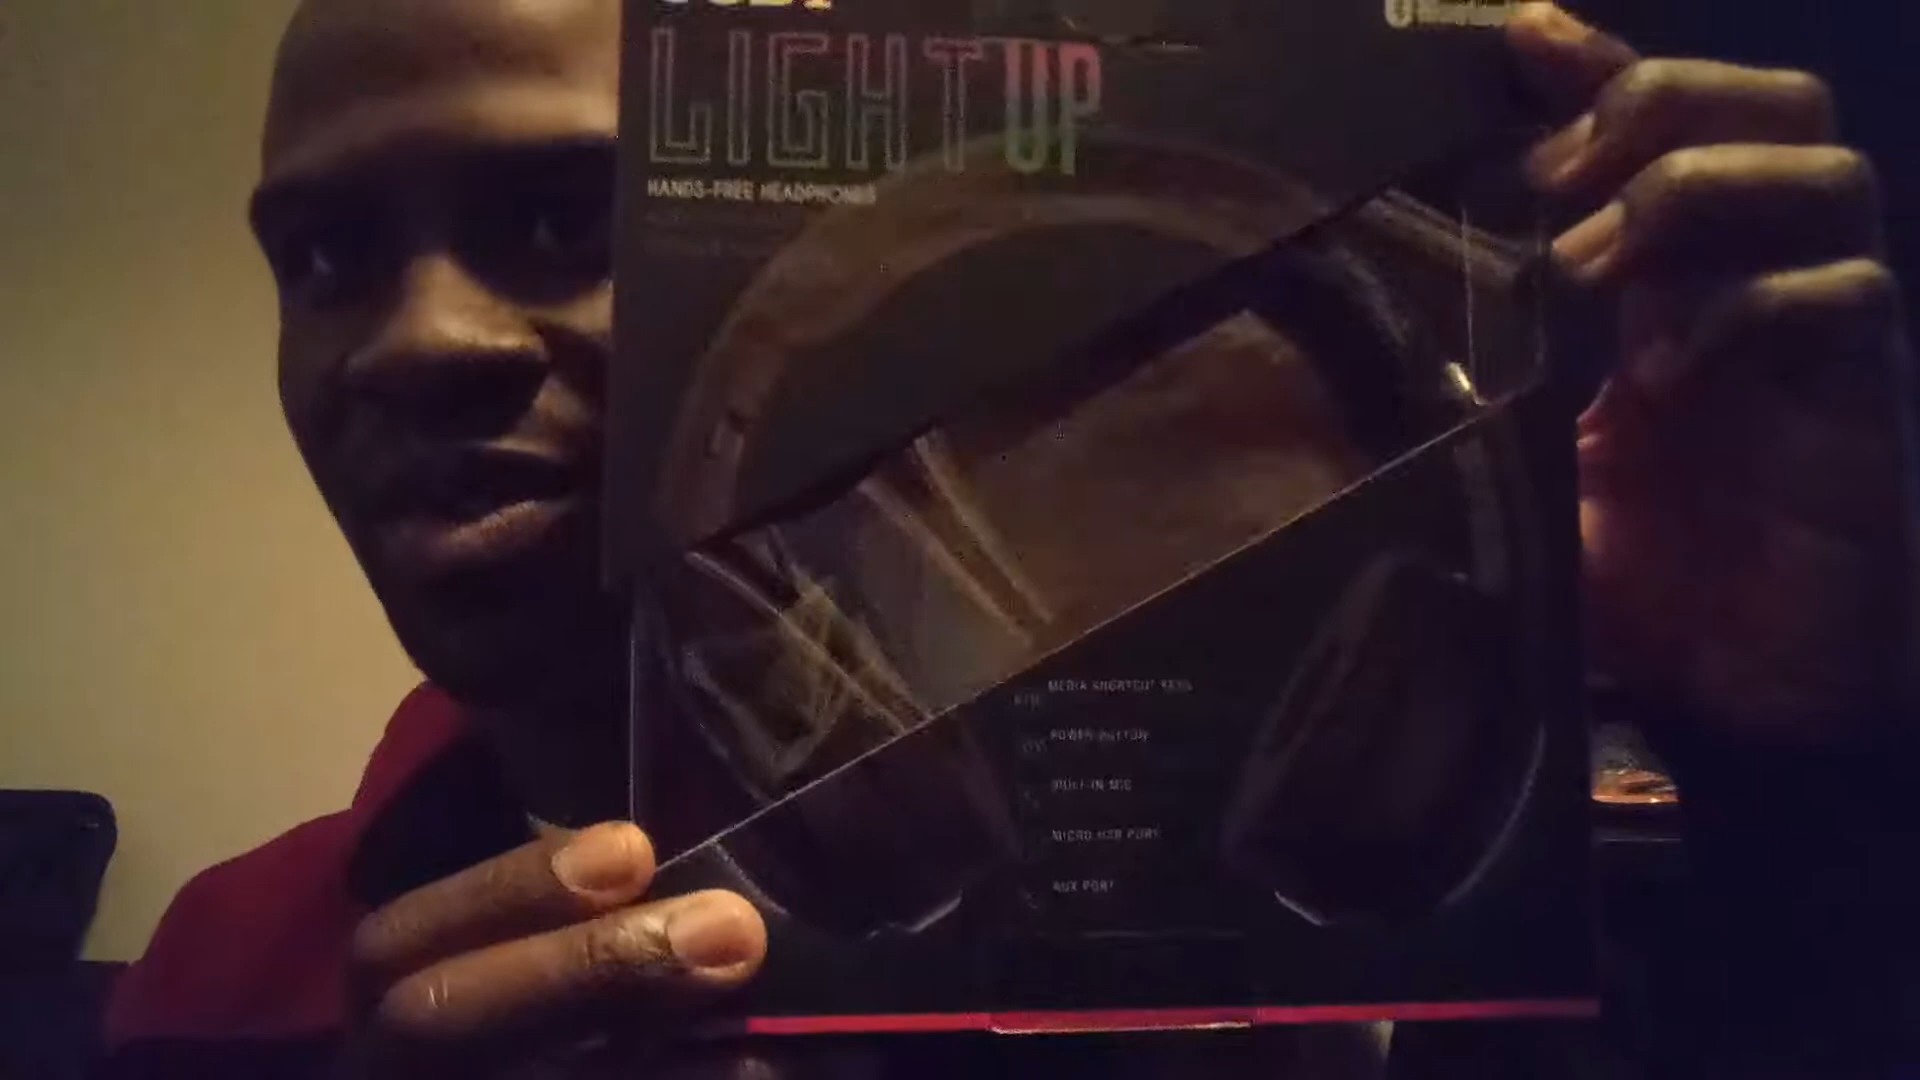 LIGHT UP
HANDS-FREE HEADPHONES
MEDIA SHORTCUT KEYS
POWER BUTTON
BUILT-IN MIC
MICRO USB PORT
AUX PORT